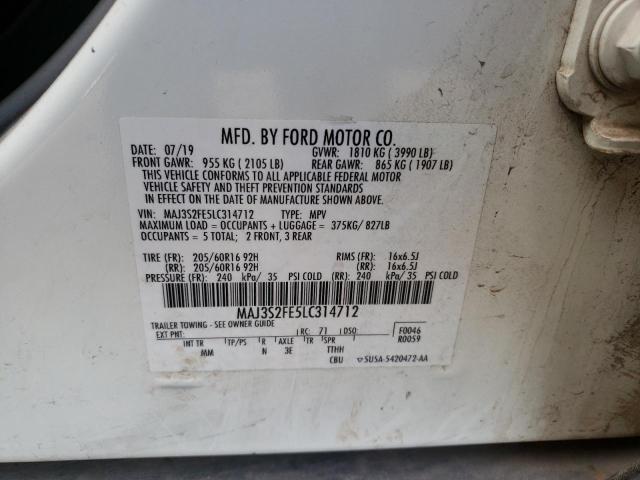 MFD. BY FORD MOTOR CO.
DATE: 07/19 GVWR: 1810 KG ( 3990 LB)
FRONT GAWR: 955 KG ( 2105 LB) REAR GAWR: 865 KG ( 1907 LB)
THIS VEHICLE CONFORMS TO ALL APPLICABLE FEDERAL MOTOR
VEHICLE SAFETY AND THEFT PREVENTION STANDARDS
IN EFFECT ON THE DATE OF MANUFACTURE SHOWN ABOVE.
VIN: MAJ3S2FE5LC314712 TYPE: MPV
MAXIMUM LOAD = OCCUPANTS + LUGGAGE = 375KG/ 827LB
OCCUPANTS = 5 TOTAL; 2 FRONT, 3 REAR
TIRE (FR): 205/60R16 92H RIMS (FR): 16x6.5J
(RR): 205/60R16 92H (RR): 16x6.5J
PRESSURE (FR): 240 kPa/ 35 PSI COLD (RR): 240 kPa/ 35 PSI COLD
MAJ3S2FE5LC314712
TRAILER TOWING - SEE OWNER GUIDE
EXT PNT: RC: 71 DSO: F0046
R0059
INT TR TP/PS R AXLE TR SPR
MM N 3E TTHH
CBU SU5A-5420472-AA